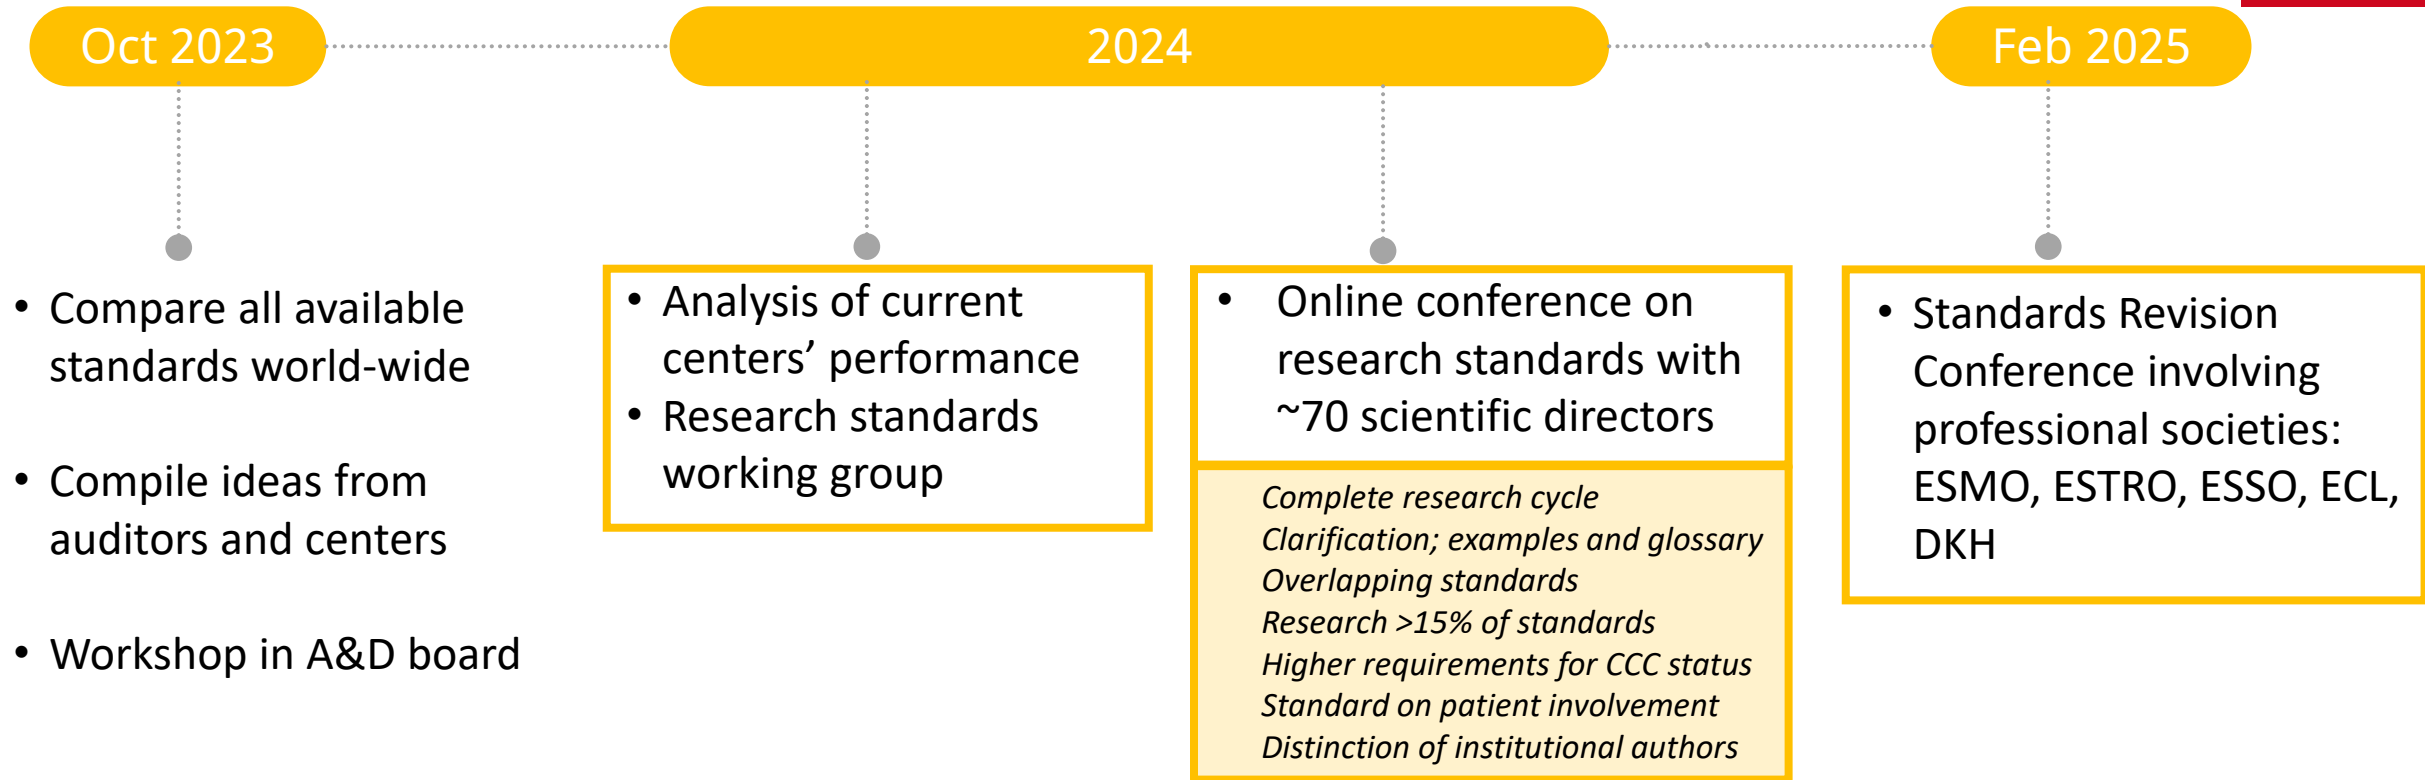 Oct 2023
2024
Feb 2025
• Compare all available
standards world-wide
• Compile ideas from
auditors and centers
• Workshop in A&D board
• Analysis of current
centers’ performance
• Research standards
working group
• Online conference on
research standards with
~70 scientific directors
Complete research cycle
Clarification; examples and glossary
Overlapping standards
Research >15% of standards
Higher requirements for CCC status
Standard on patient involvement
Distinction of institutional authors
• Standards Revision
Conference involving
professional societies:
ESMO, ESTRO, ESSO, ECL,
DKH